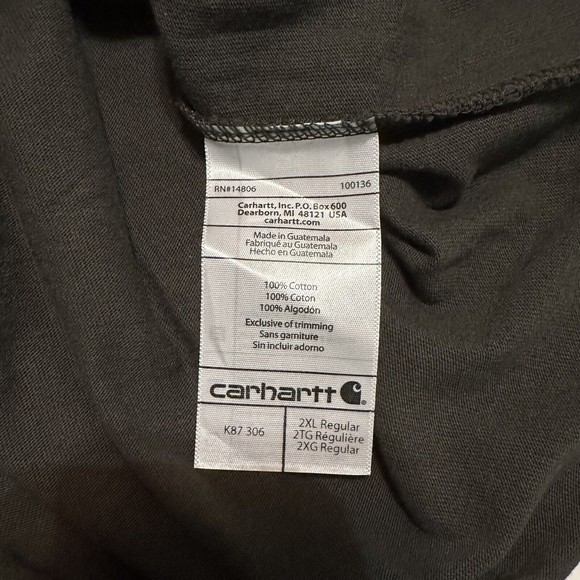 RN#14806 100136
Carhartt, Inc. P.O. Box 600
Dearborn, MI 48121 USA
carhartt.com
Made in Guatemala
Fabriqué au Guatemala
Hecho en Guatemala
100% Cotton
100% Coton
100% Algodón
Exclusive of trimming
Sans garniture
Sin incluir adorno
carhartt
K87 306
2XL Regular
2TG Régulière
2XG Regular